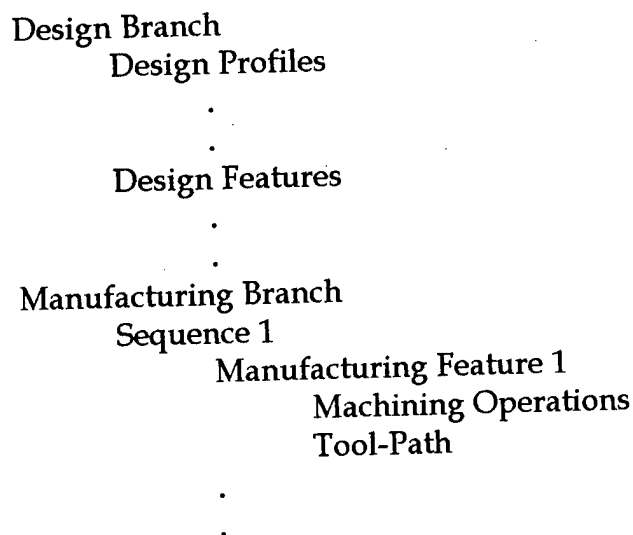 Design Branch
Design Profiles
.
.
Design Features
.
.
Manufacturing Branch
Sequence 1
Manufacturing Feature 1
Machining Operations
Tool-Path
.
.